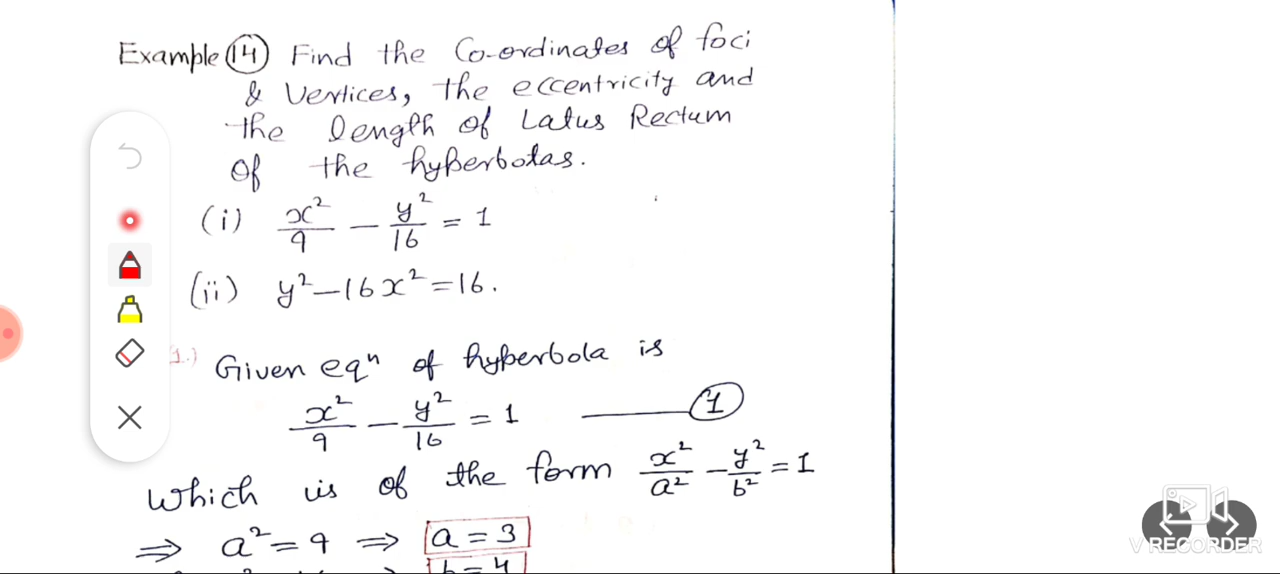 Example 14 Find the Co-ordinates of foci
& Vertices, the eccentricity and
the length of Latus Rectum
of the hyperbolas.
(i) x²/9 - y²/16 = 1
(ii) y² - 16x² = 16.
1.) Given eqⁿ of hyperbola is
x²/9 - y²/16 = 1 ——— 1
Which is of the form x²/a² - y²/b² = 1
⇒ a² = 9 ⇒ a = 3
b = 4
V RECORDER